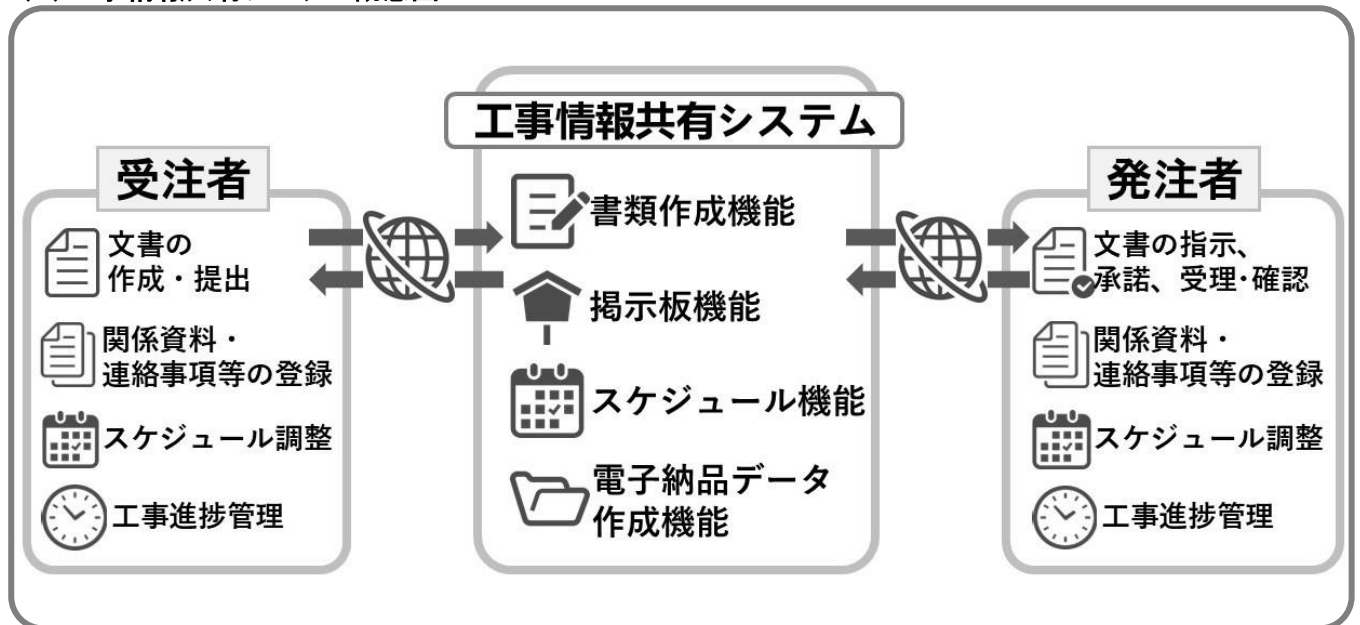 工事情報共有システム
受注者
文書の
作成・提出
関係資料・
連絡事項等の登録
スケジュール調整
工事進捗管理
書類作成機能
掲示板機能
スケジュール機能
電子納品データ
作成機能
発注者
文書の指示、
承諾、受理・確認
関係資料・
連絡事項等の登録
スケジュール調整
工事進捗管理